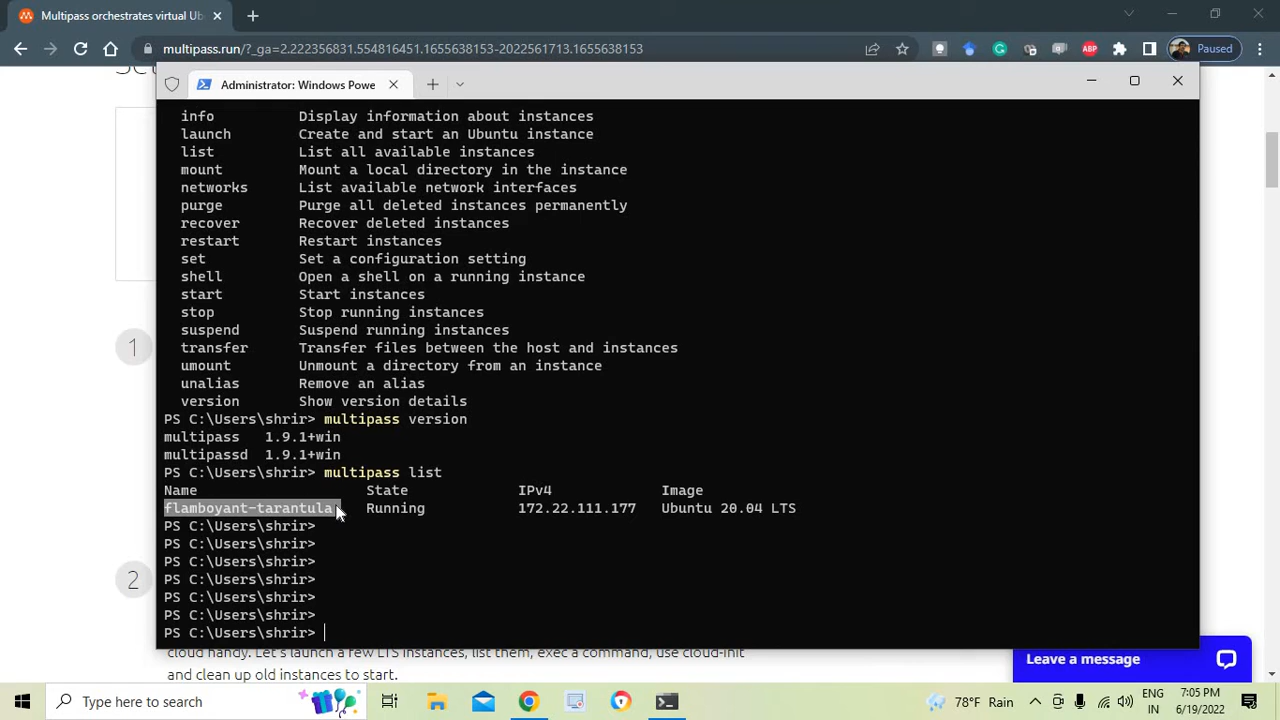 Multipass orchestrates virtual Ub
multipass.run/?_ga=2.222356831.554816451.1655638153-2022561713.1655638153
ABP
Paused
Administrator: Windows Powe
info Display information about instances
launch Create and start an Ubuntu instance
list List all available instances
mount Mount a local directory in the instance
networks List available network interfaces
purge Purge all deleted instances permanently
recover Recover deleted instances
restart Restart instances
set Set a configuration setting
shell Open a shell on a running instance
start Start instances
stop Stop running instances
suspend Suspend running instances
transfer Transfer files between the host and instances
umount Unmount a directory from an instance
unalias Remove an alias
version Show version details
PS C:\Users\shrir> multipass version
multipass 1.9.1+win
multipassd 1.9.1+win
PS C:\Users\shrir> multipass list
Name State IPv4 Image
flamboyant-tarantula Running 172.22.111.177 Ubuntu 20.04 LTS
PS C:\Users\shrir>
PS C:\Users\shrir>
PS C:\Users\shrir>
PS C:\Users\shrir>
PS C:\Users\shrir>
PS C:\Users\shrir>
PS C:\Users\shrir>
1
2
cloud handy. Let's launch a few LTS instances, list them, exec a command, use cloud-init
and clean up old instances to start.
Leave a message
Type here to search
78°F Rain
ENG
IN
7:05 PM
6/19/2022